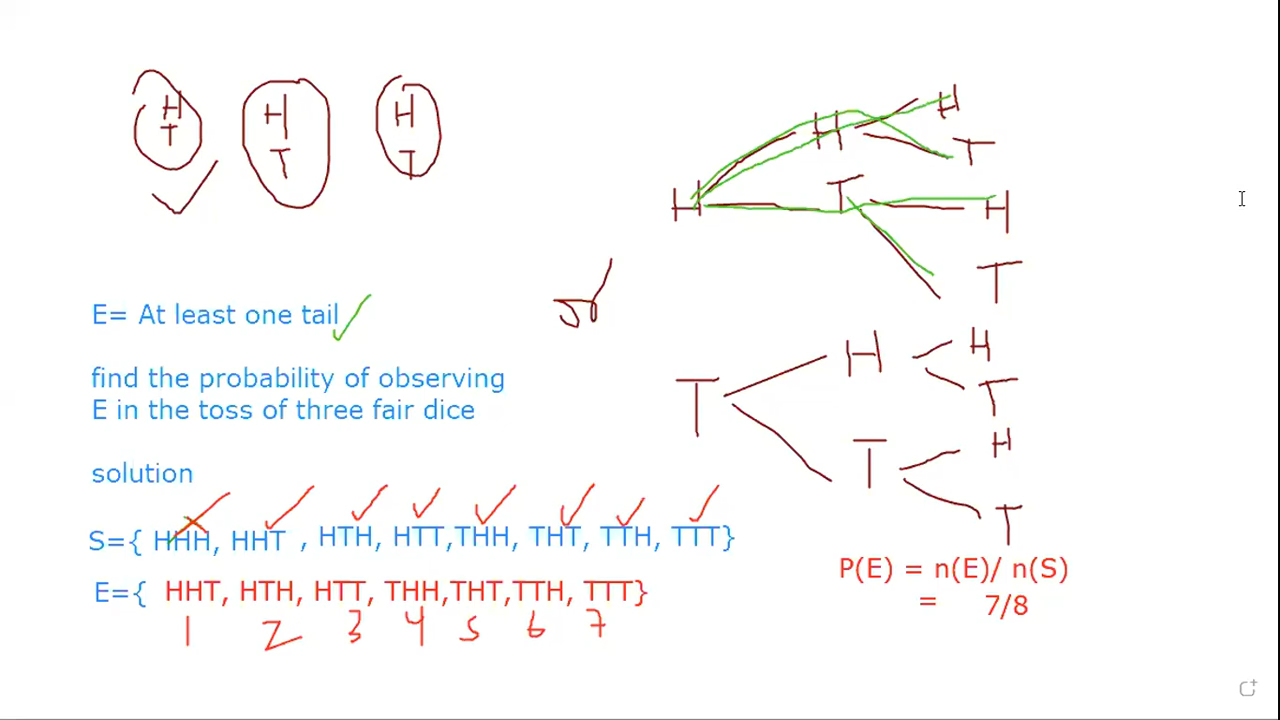 H H H
T T T
H
H T
H T H
T
E= At least one tail
find the probability of observing
E in the toss of three fair dice
H H
T T
T H
T
T
solution
S={ HHH, HHT , HTH, HTT,THH, THT, TTH, TTT}
E={ HHT, HTH, HTT, THH,THT,TTH, TTT}
1 2 3 4 5 6 7
P(E) = n(E)/ n(S)
= 7/8